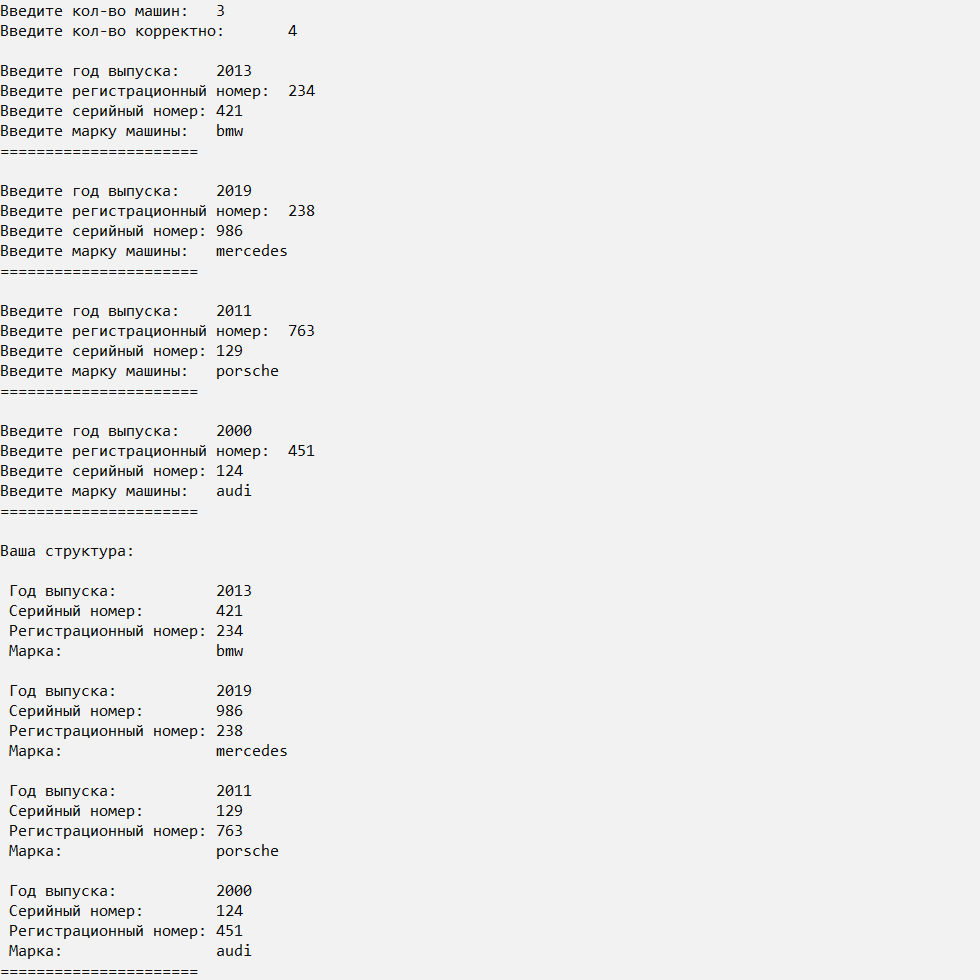 Введите кол-во машин: 3
Введите кол-во корректно: 4
Введите год выпуска: 2013
Введите регистрационный номер: 234
Введите серийный номер: 421
Введите марку машины: bmw
======================
Введите год выпуска: 2019
Введите регистрационный номер: 238
Введите серийный номер: 986
Введите марку машины: mercedes
======================
Введите год выпуска: 2011
Введите регистрационный номер: 763
Введите серийный номер: 129
Введите марку машины: porsche
======================
Введите год выпуска: 2000
Введите регистрационный номер: 451
Введите серийный номер: 124
Введите марку машины: audi
======================
Ваша структура:
Год выпуска: 2013
Серийный номер: 421
Регистрационный номер: 234
Марка: bmw
Год выпуска: 2019
Серийный номер: 986
Регистрационный номер: 238
Марка: mercedes
Год выпуска: 2011
Серийный номер: 129
Регистрационный номер: 763
Марка: porsche
Год выпуска: 2000
Серийный номер: 124
Регистрационный номер: 451
Марка: audi
======================